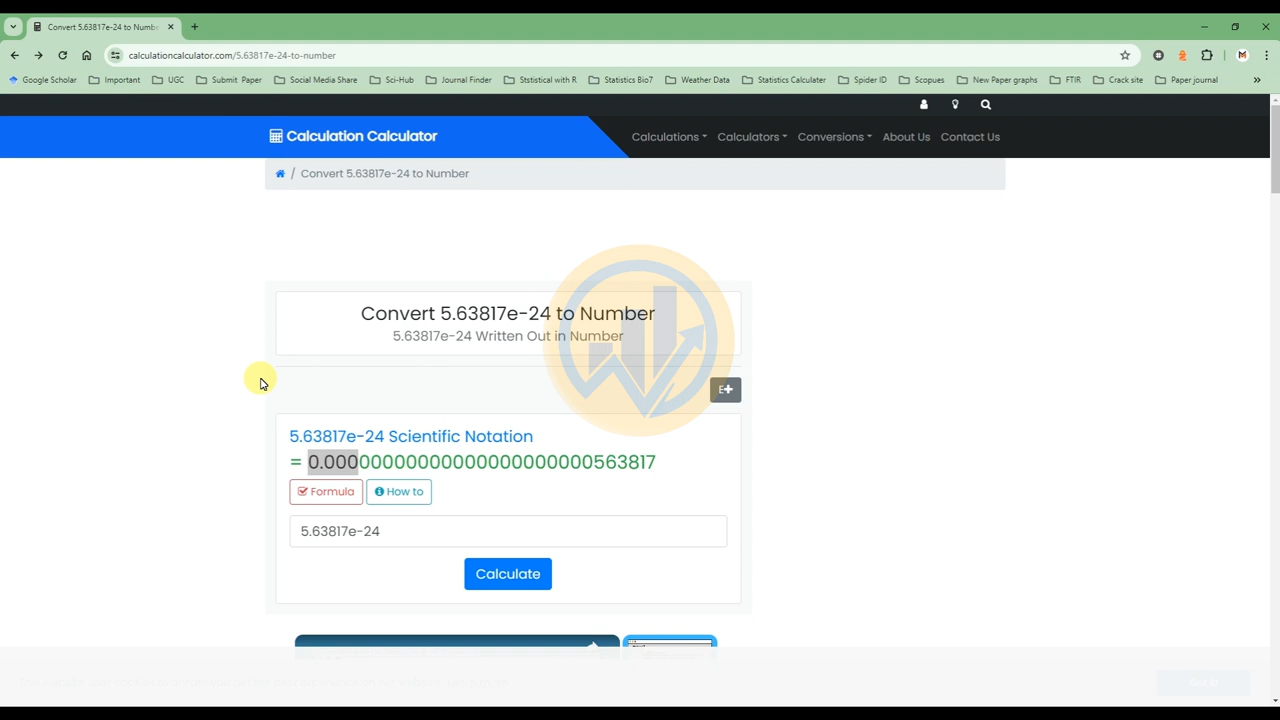 Convert 5.63817e-24 to Numbe
calculationcalculator.com/5.63817e-24-to-number
Google Scholar Important UGC Submit Paper Social Media Share Sci-Hub Journal Finder Ststistical with R Statistics Bio7 Weather Data Statistics Calculater Spider ID Scopues New Paper graphs FTIR Crack site Paper journal
Calculation Calculator
Calculations Calculators Conversions About Us Contact Us
/ Convert 5.63817e-24 to Number
Convert 5.63817e-24 to Number
5.63817e-24 Written Out in Number
E+
5.63817e-24 Scientific Notation
= 0.00000000000000000000000563817
Formula How to
5.63817e-24
Calculate